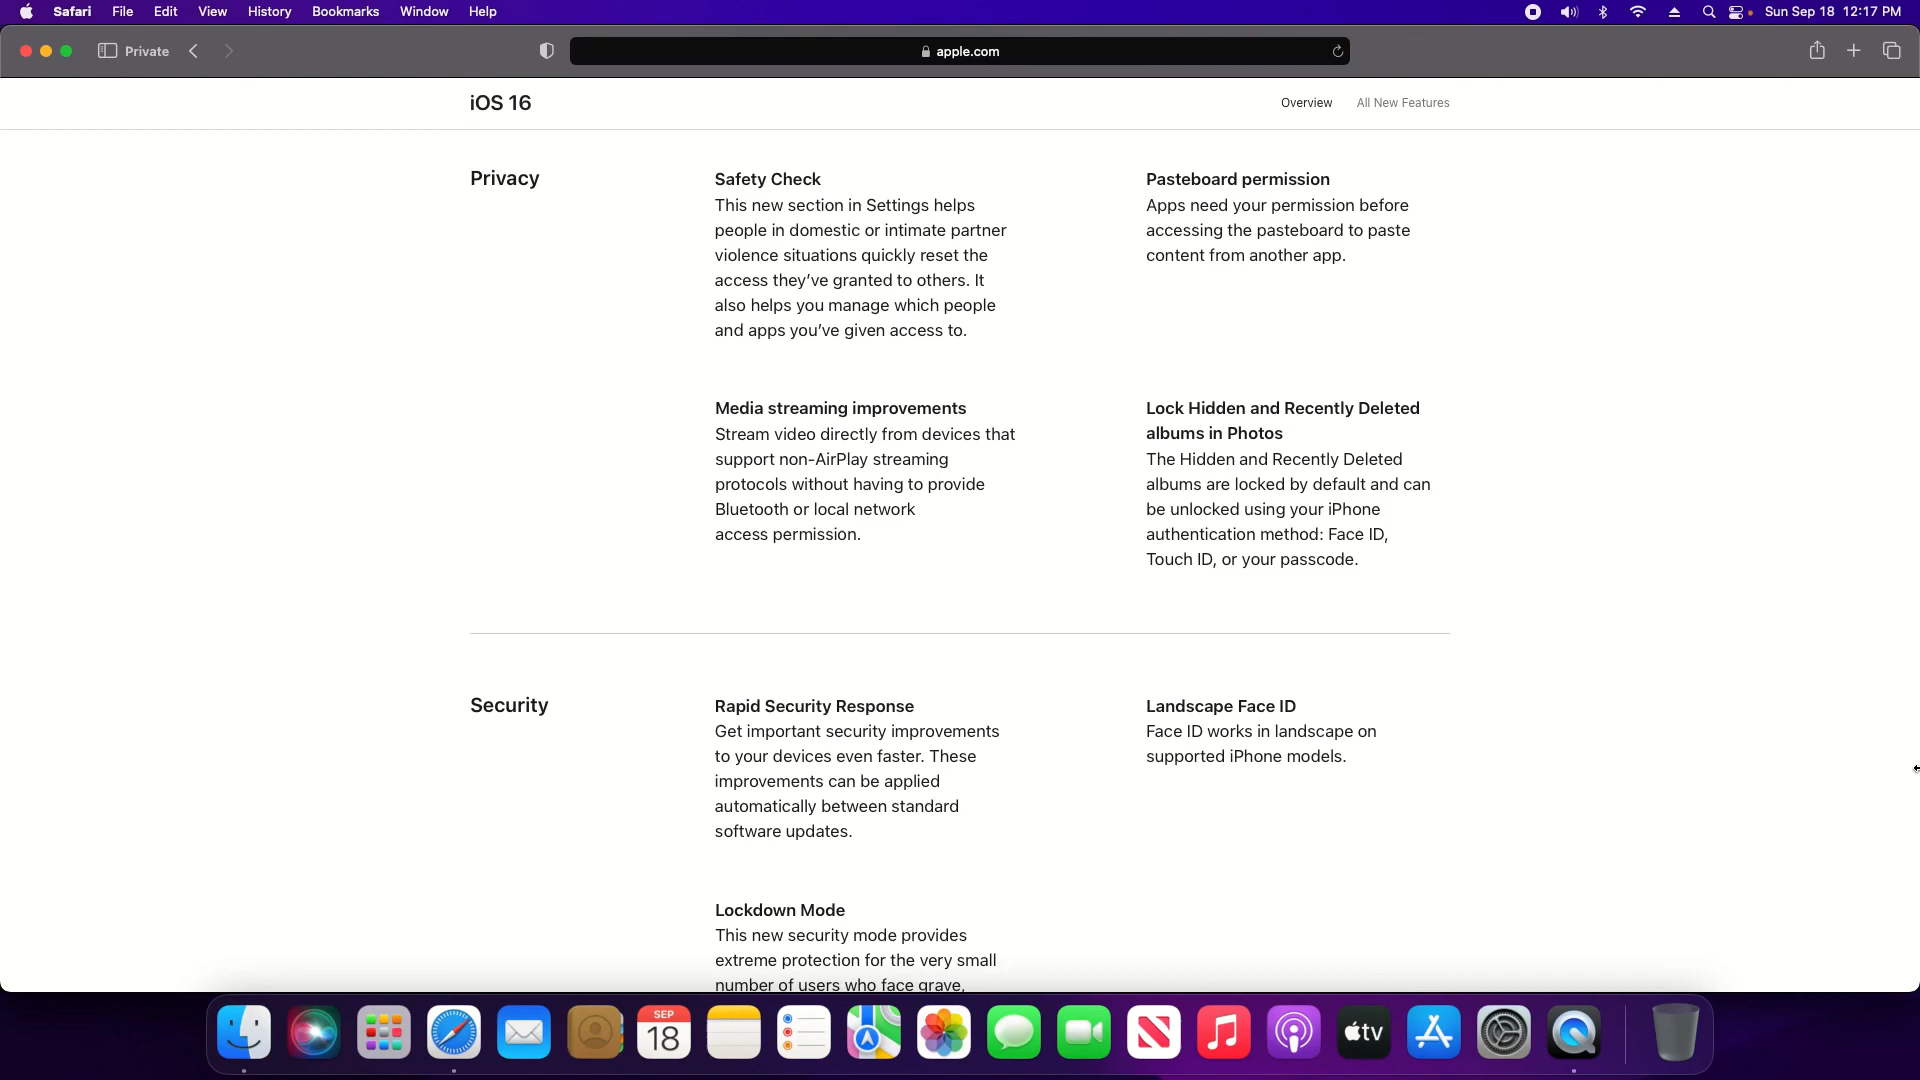 Safari File Edit View History Bookmarks Window Help
Sun Sep 18 12:17 PM
Private
apple.com
iOS 16
Overview
All New Features
Privacy
Safety Check
This new section in Settings helps
people in domestic or intimate partner
violence situations quickly reset the
access they’ve granted to others. It
also helps you manage which people
and apps you’ve given access to.
Pasteboard permission
Apps need your permission before
accessing the pasteboard to paste
content from another app.
Media streaming improvements
Stream video directly from devices that
support non-AirPlay streaming
protocols without having to provide
Bluetooth or local network
access permission.
Lock Hidden and Recently Deleted
albums in Photos
The Hidden and Recently Deleted
albums are locked by default and can
be unlocked using your iPhone
authentication method: Face ID,
Touch ID, or your passcode.
Security
Rapid Security Response
Get important security improvements
to your devices even faster. These
improvements can be applied
automatically between standard
software updates.
Landscape Face ID
Face ID works in landscape on
supported iPhone models.
Lockdown Mode
This new security mode provides
extreme protection for the very small
number of users who face grave,
SEP
18
tv